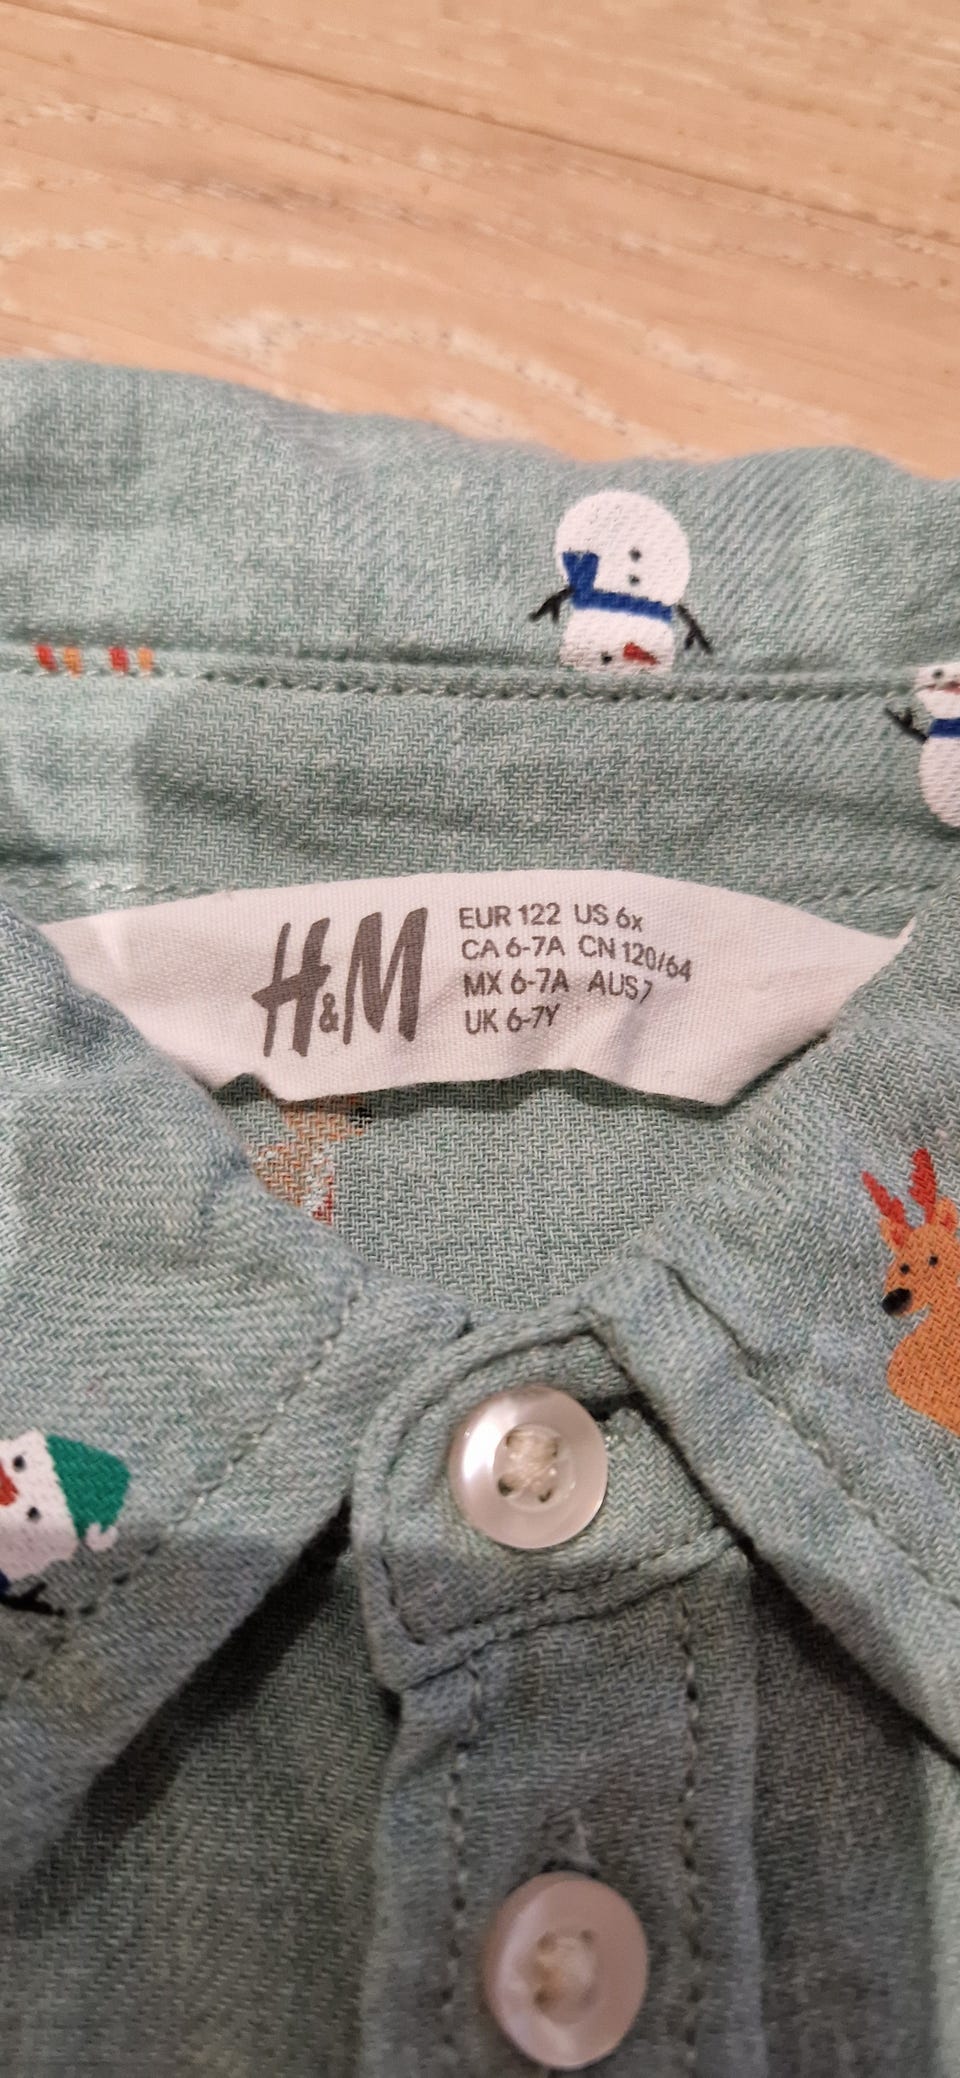 H&M
EUR 122 US 6x
CA 6-7A CN 120/64
MX 6-7A AUS 7
UK 6-7Y